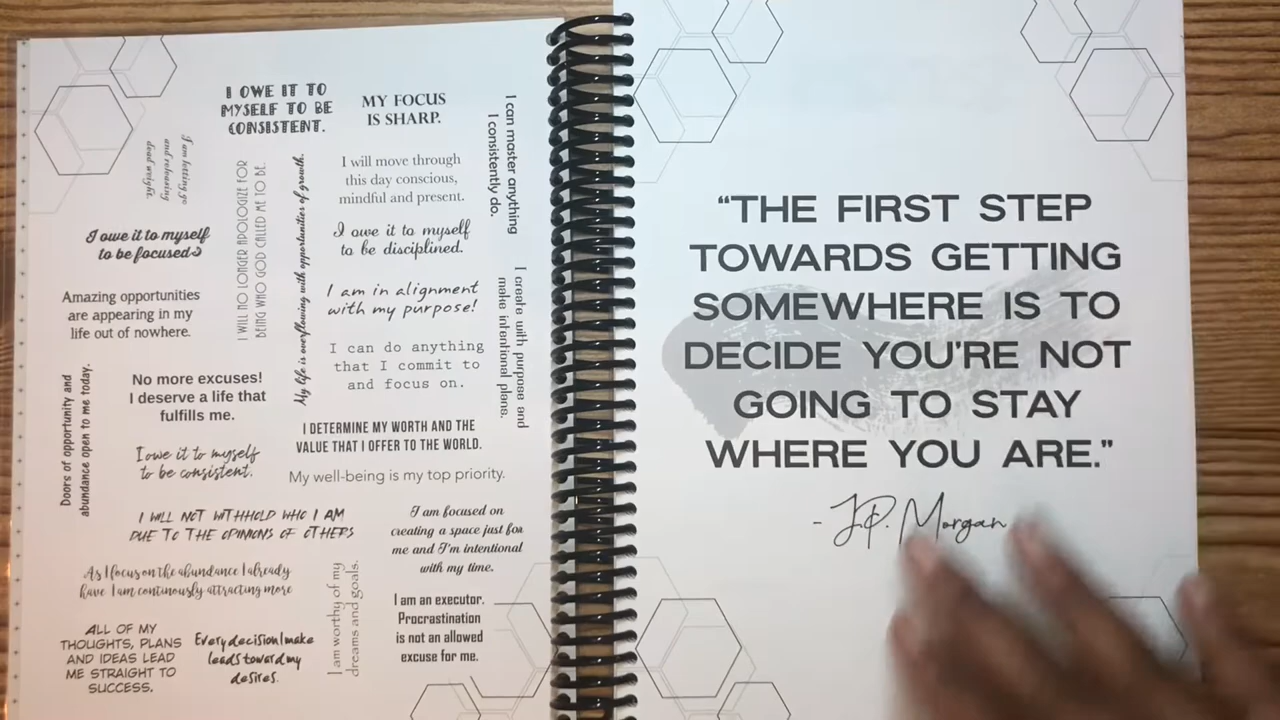 I OWE IT TO
MYSELF TO BE
CONSISTENT.
MY FOCUS
IS SHARP.
I can master anything
I consistently do.
I am letting go
and releasing
dead weight.
I WILL NO LONGER APOLOGIZE FOR
BEING WHO GOD CALLED ME TO BE.
My life is overflowing with opportunities of growth.
I will move through
this day conscious,
mindful and present.
I owe it to myself
to be focused
I owe it to myself
to be disciplined.
I create with purpose and
make intentional plans.
Amazing opportunities
are appearing in my
life out of nowhere.
I am in alignment
with my purpose!
I can do anything
that I commit to
and focus on.
Doors of opportunity and
abundance open to me today.
No more excuses!
I deserve a life that
fulfills me.
I DETERMINE MY WORTH AND THE
VALUE THAT I OFFER TO THE WORLD.
I owe it to myself
to be consistent.
My well-being is my top priority.
I WILL NOT WITHHOLD WHO I AM
DUE TO THE OPINIONS OF OTHERS
I am focused on
creating a space just for
me and I'm intentional
with my time.
As I focus on the abundance I already
have I am continously attracting more
I am worthy of my
dreams and goals.
I am an executor.
Procrastination
is not an allowed
excuse for me.
ALL OF MY
THOUGHTS, PLANS
AND IDEAS LEAD
ME STRAIGHT TO
SUCCESS.
Every decision I make
leads toward my
desires.
“THE FIRST STEP
TOWARDS GETTING
SOMEWHERE IS TO
DECIDE YOU'RE NOT
GOING TO STAY
WHERE YOU ARE.”
- J.P. Morgan